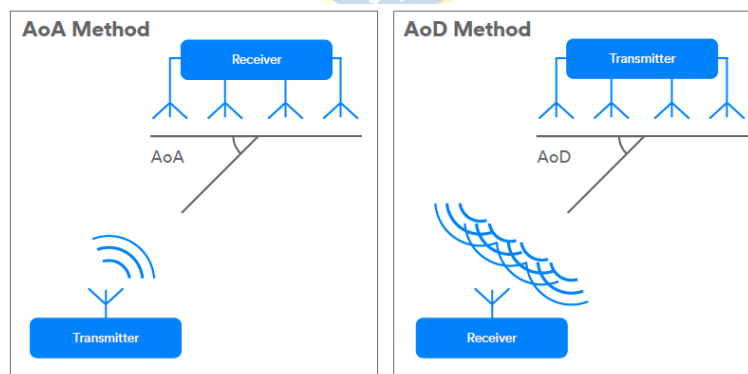 AoA Method
Receiver
AoA
Transmitter
AoD Method
Transmitter
AoD
Receiver